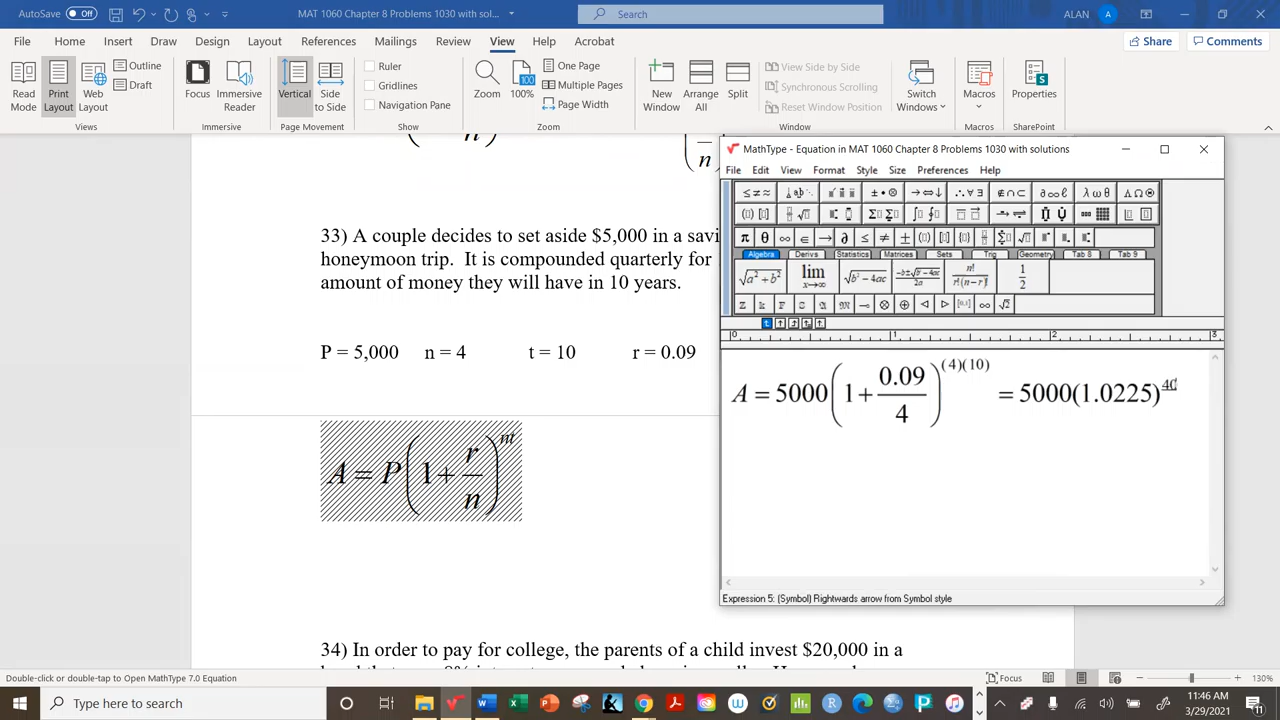 AutoSave Off MAT 1060 Chapter 8 Problems 1030 with sol... Search ALAN A
File Home Insert Draw Design Layout References Mailings Review View Help Acrobat Share Comments
Read Mode Print Layout Web Layout Outline Draft Focus Immersive Reader Vertical Side to Side Ruler Gridlines Navigation Pane Zoom 100% One Page Multiple Pages Page Width New Window Arrange All Split View Side by Side Synchronous Scrolling Reset Window Position Switch Windows Macros Properties
Views Immersive Page Movement Show Zoom Window Macros SharePoint
33) A couple decides to set aside $5,000 in a savi
honeymoon trip. It is compounded quarterly for
amount of money they will have in 10 years.
P = 5,000 n = 4 t = 10 r = 0.09
A = P(1 + r/n)^nt
34) In order to pay for college, the parents of a child invest $20,000 in a
MathType - Equation in MAT 1060 Chapter 8 Problems 1030 with solutions
File Edit View Format Style Size Preferences Help
Algebra Derivs Statistics Matrices Sets Trig Geometry Tab 8 Tab 9
0 1 2 3
A = 5000(1 + 0.09/4)^(4)(10) = 5000(1.0225)^40
Expression 5: (Symbol) Rightwards arrow from Symbol style
Double-click or double-tap to Open MathType 7.0 Equation Focus 130%
Type here to search 11:46 AM
3/29/2021